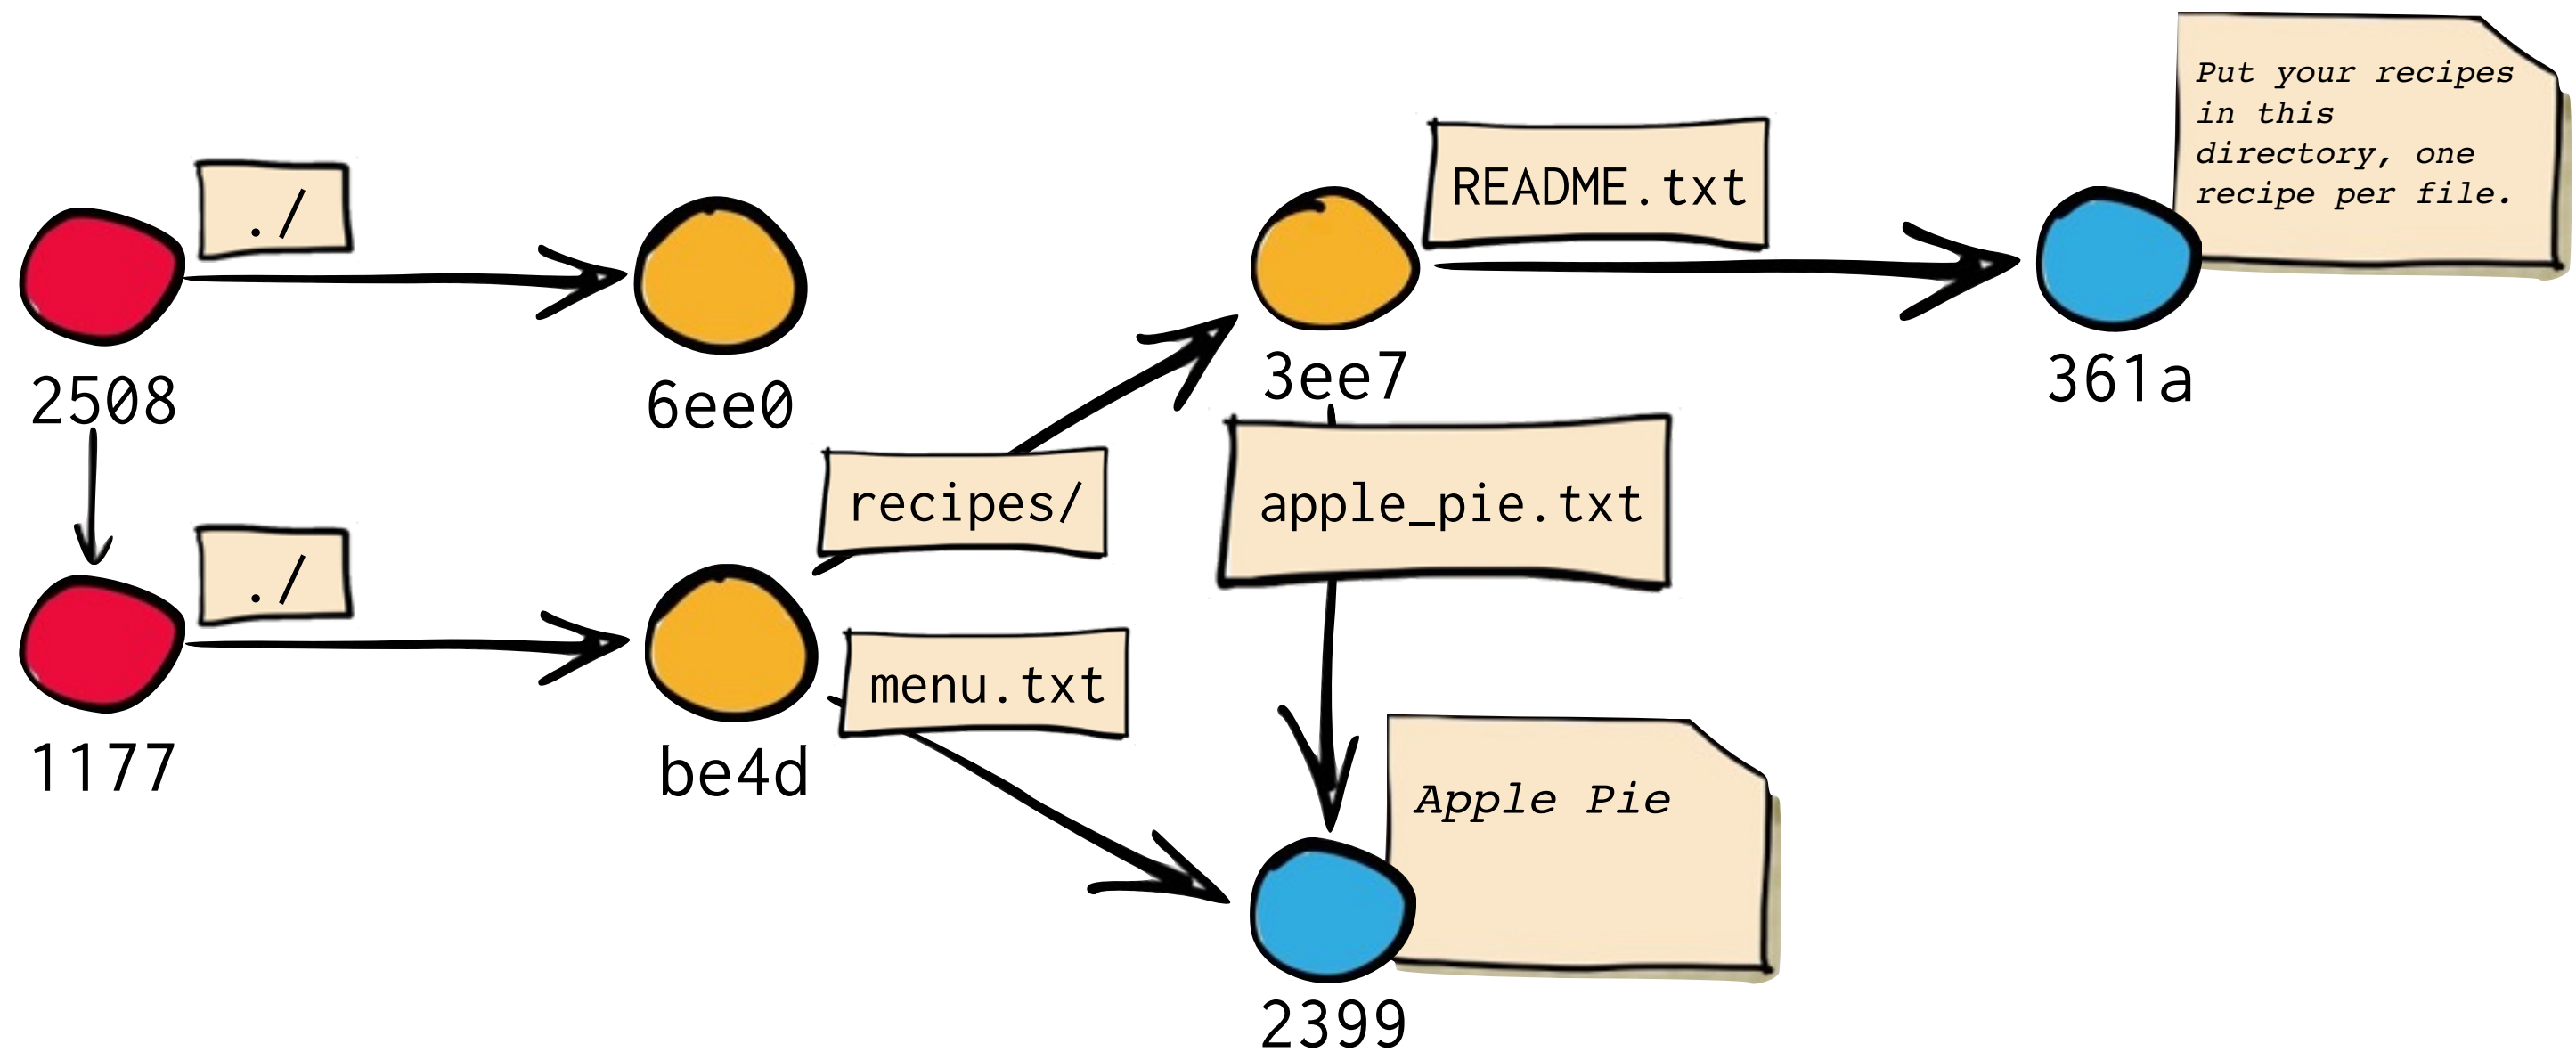 ./
README.txt
Put your recipes
in this
directory, one
recipe per file.
2508
6ee0
3ee7
361a
recipes/
apple_pie.txt
./
menu.txt
1177
be4d
Apple Pie
2399